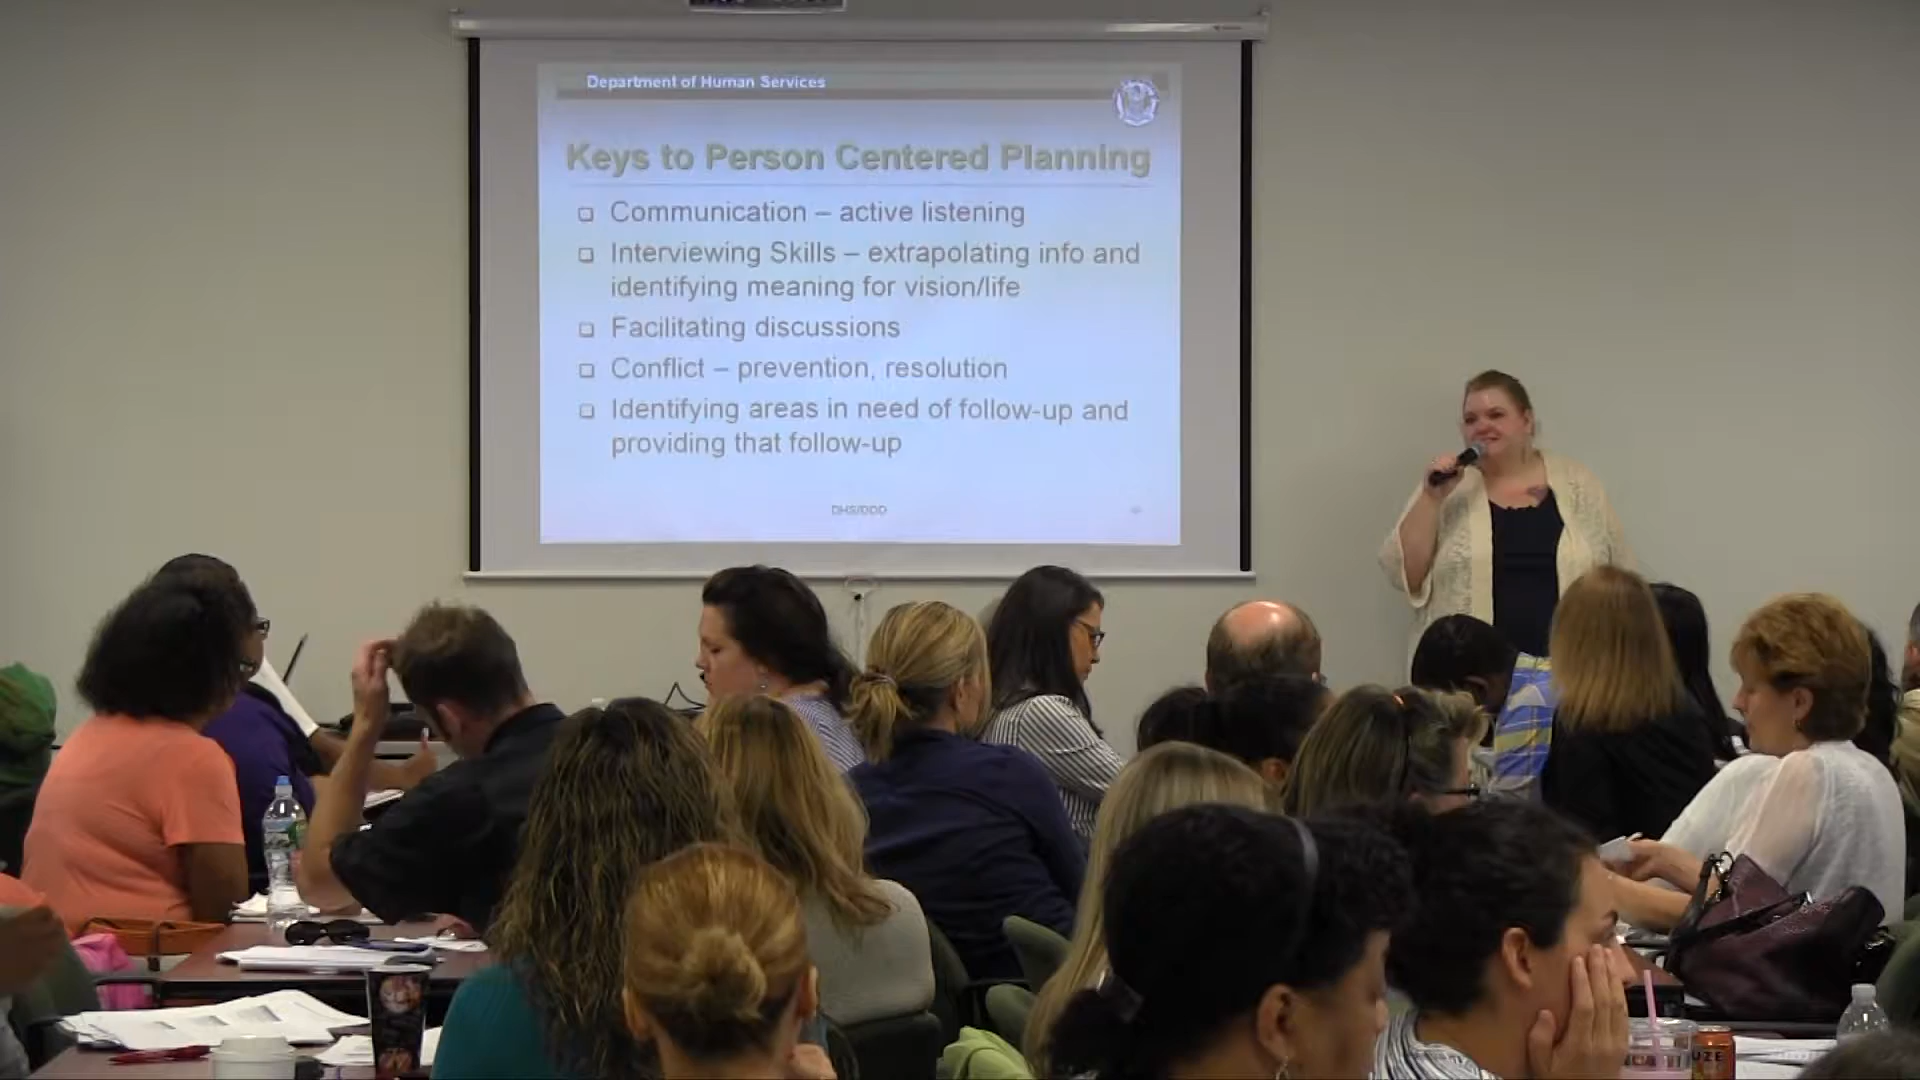 Department of Human Services
Keys to Person Centered Planning
❑ Communication – active listening
❑ Interviewing Skills – extrapolating info and
identifying meaning for vision/life
❑ Facilitating discussions
❑ Conflict – prevention, resolution
❑ Identifying areas in need of follow-up and
providing that follow-up
DHS/DDD
UZE